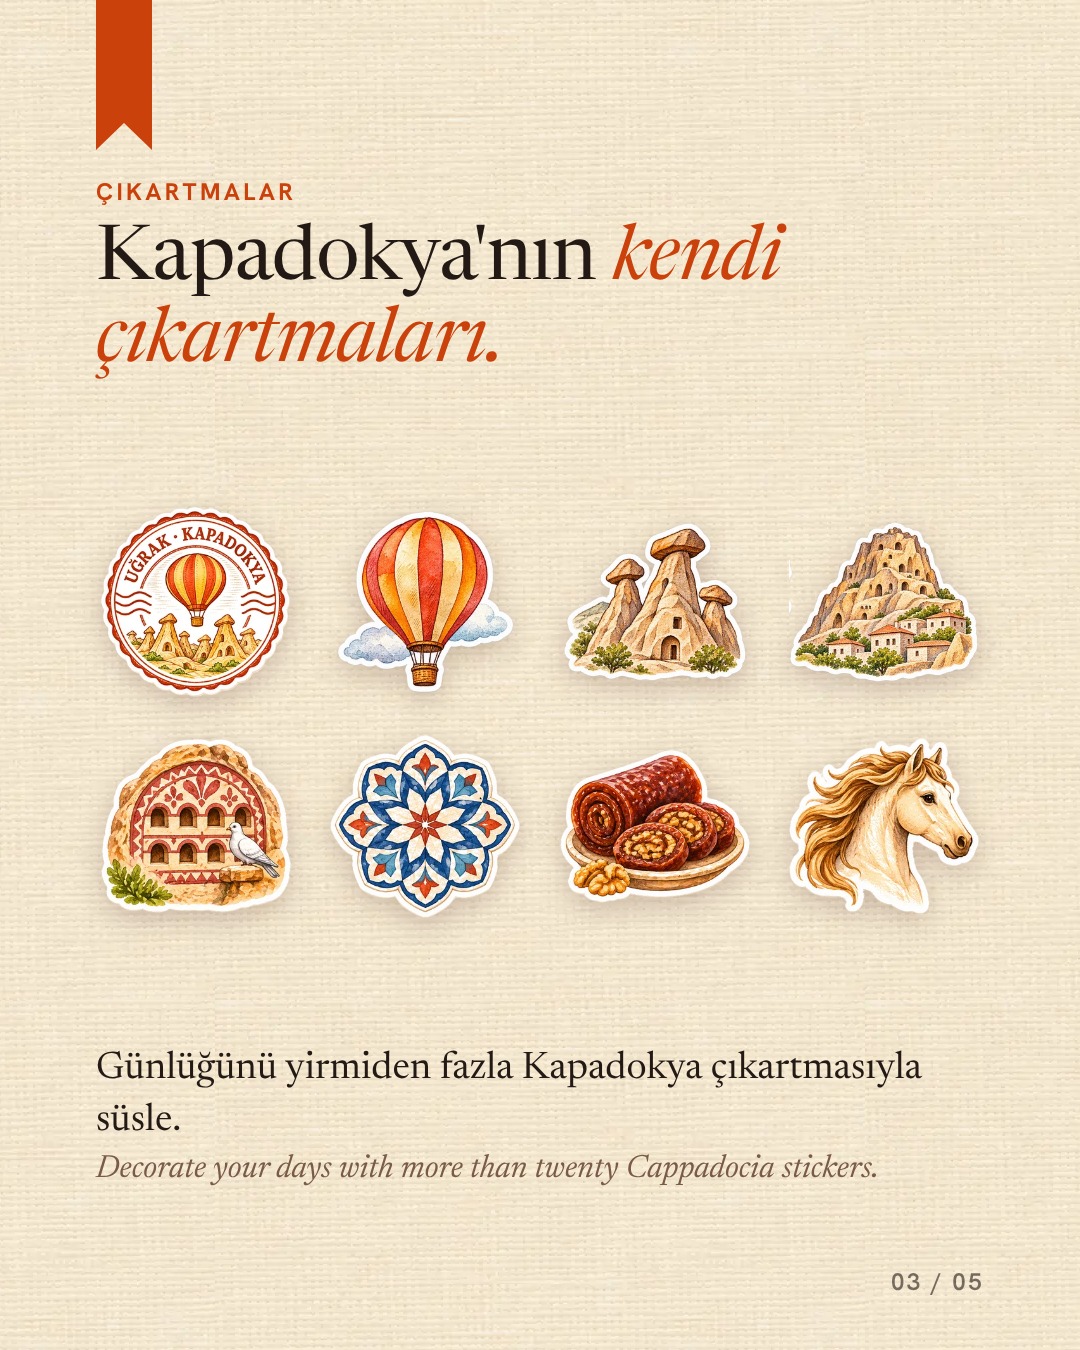 ÇIKARTMALAR
Kapadokya'nın kendi
çıkartmaları.
UĞRAK · KAPADOKYA
Günlüğünü yirmiden fazla Kapadokya çıkartmasıyla
süsle.
Decorate your days with more than twenty Cappadocia stickers.
03 / 05